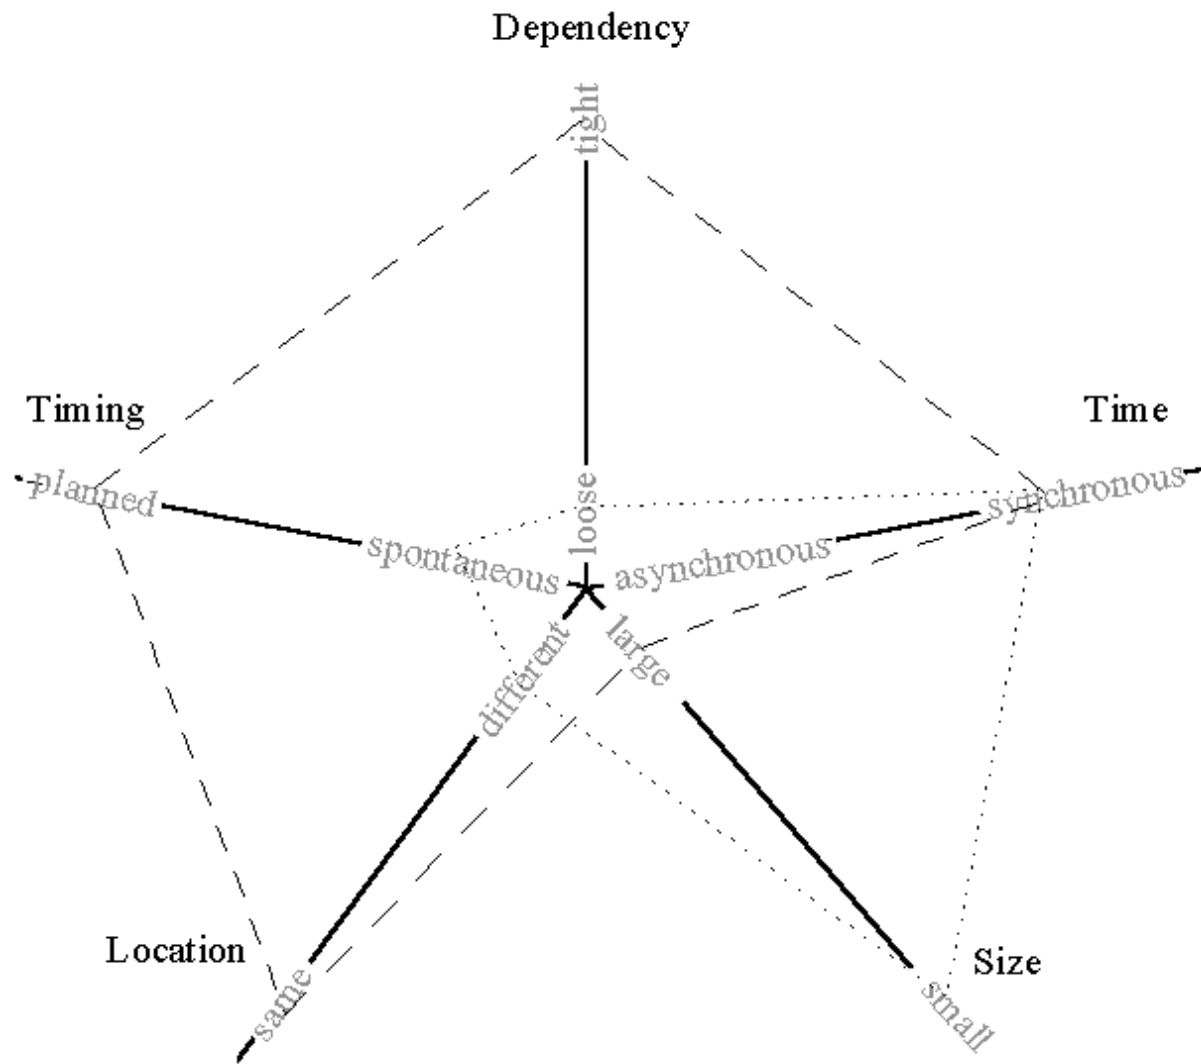 Dependency
tight
Timing
Time
planned
synchronous
loose
spontaneous
asynchronous
different
large
Location
Size
same
small